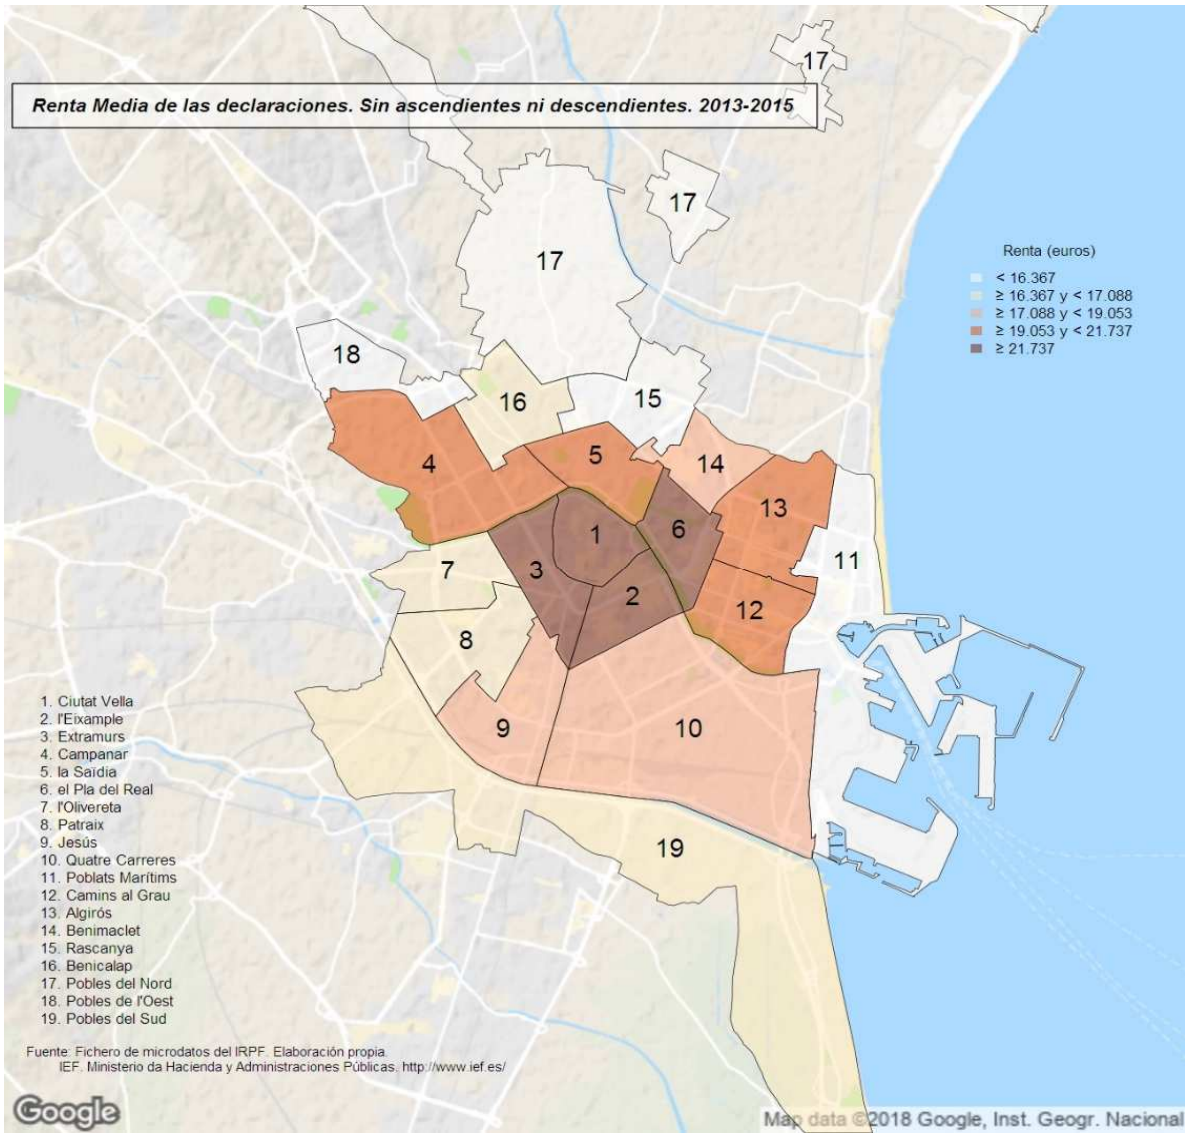 17
Renta Media de las declaraciones. Sin ascendientes ni descendientes. 2013-2015
17
17
Renta (euros)
< 16.367
≥ 16.367 y < 17.088
≥ 17.088 y < 19.053
≥ 19.053 y < 21.737
≥ 21.737
18
16
15
5
4
14
13
1
6
11
3
7
2
12
8
9
10
19
1. Ciutat Vella
2. l'Eixample
3. Extramurs
4. Campanar
5. la Saïdia
6. el Pla del Real
7. l'Olivereta
8. Patraix
9. Jesús
10. Quatre Carreres
11. Poblats Marítims
12. Camins al Grau
13. Algirós
14. Benimaclet
15. Rascanya
16. Benicalap
17. Pobles del Nord
18. Pobles de l'Oest
19. Pobles del Sud
Fuente: Fichero de microdatos del IRPF. Elaboración propia.
IEF. Ministerio da Hacienda y Administraciones Públicas. http://www.ief.es/
Google
Map data ©2018 Google, Inst. Geogr. Nacional